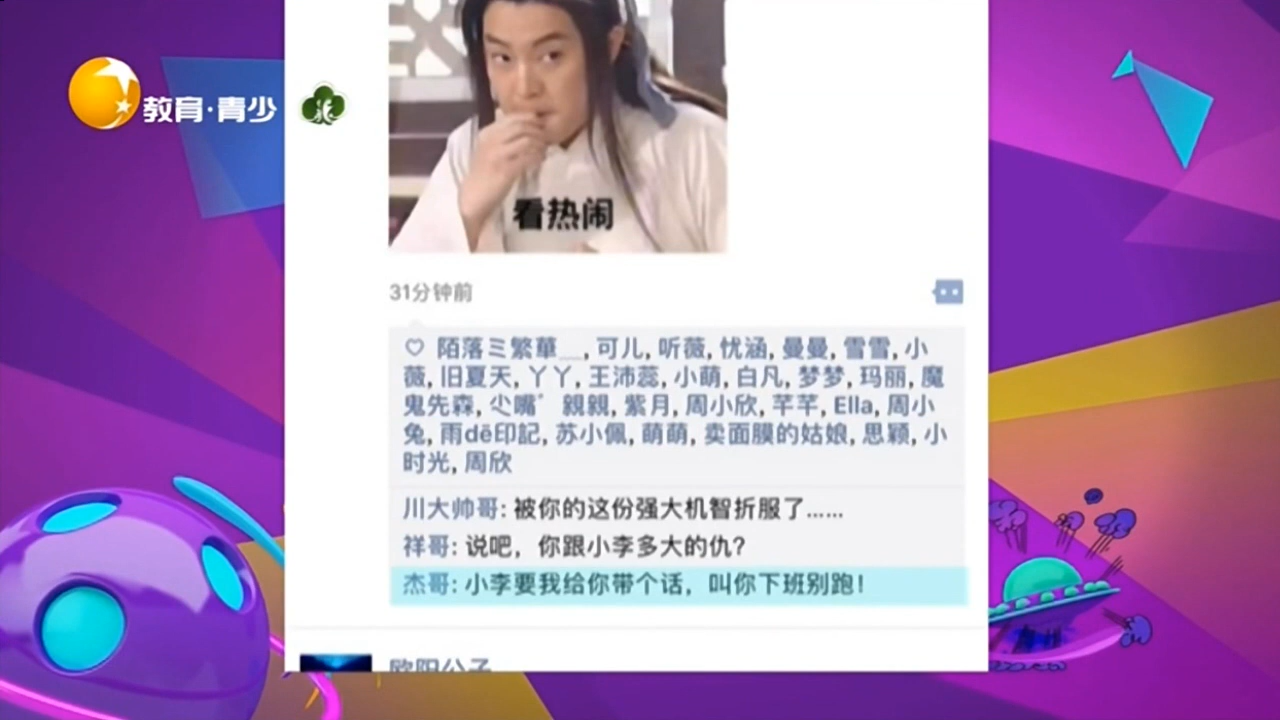 教育·青少
看热闹
31分钟前
陌落ミ繁華__, 可儿, 听薇, 忧涵, 曼曼, 雪雪, 小
薇, 旧夏天, 丫丫, 王沛蕊, 小萌, 白凡, 梦梦, 玛丽, 魔
鬼先森, 尐嘴゛親親, 紫月, 周小欣, 芊芊, Ella, 周小
兔, 雨dē印記, 苏小佩, 萌萌, 卖面膜的姑娘, 思颖, 小
时光, 周欣
川大帅哥: 被你的这份强大机智折服了……
祥哥: 说吧，你跟小李多大的仇？
杰哥: 小李要我给你带个话，叫你下班别跑！
欧阳公子